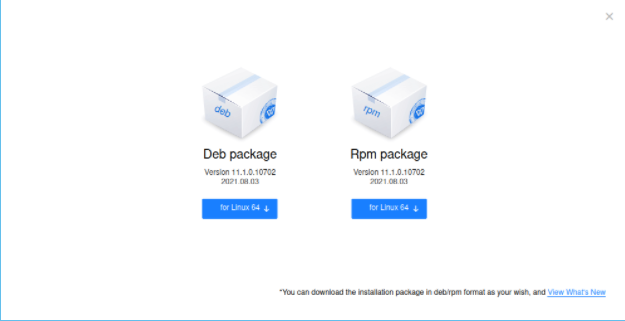 deb
rpm
Deb package
Rpm package
Version 11.1.0.10702
2021.08.03
Version 11.1.0.10702
2021.08.03
for Linux 64 ↓
for Linux 64 ↓
*You can download the installation package in deb/rpm format as your wish, and View What's New